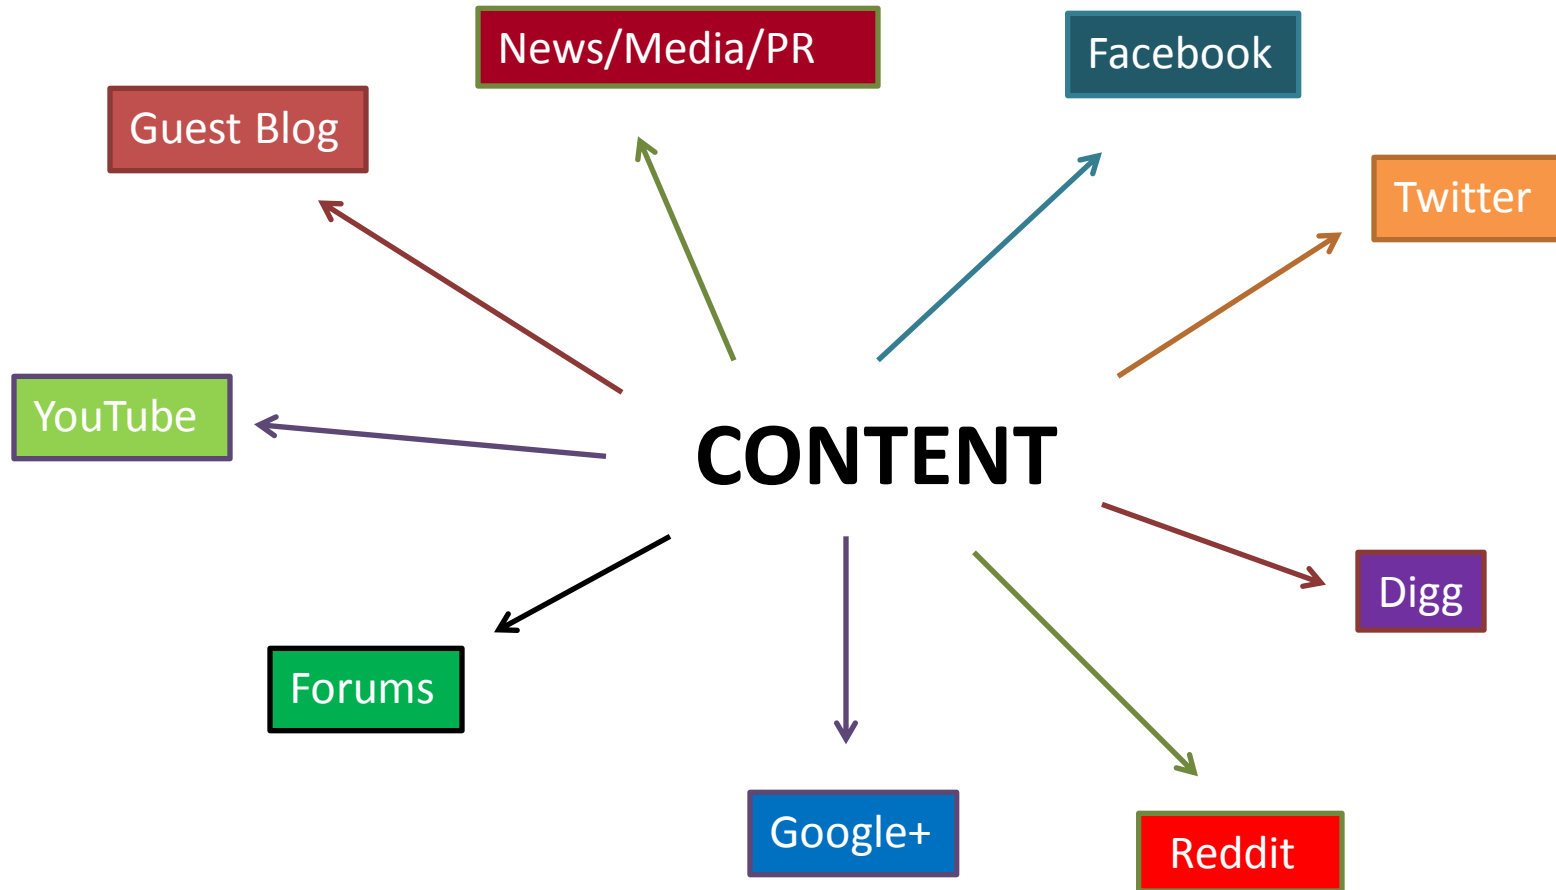 News/Media/PR
Facebook
Guest Blog
Twitter
YouTube
CONTENT
Digg
Forums
Google+
Reddit